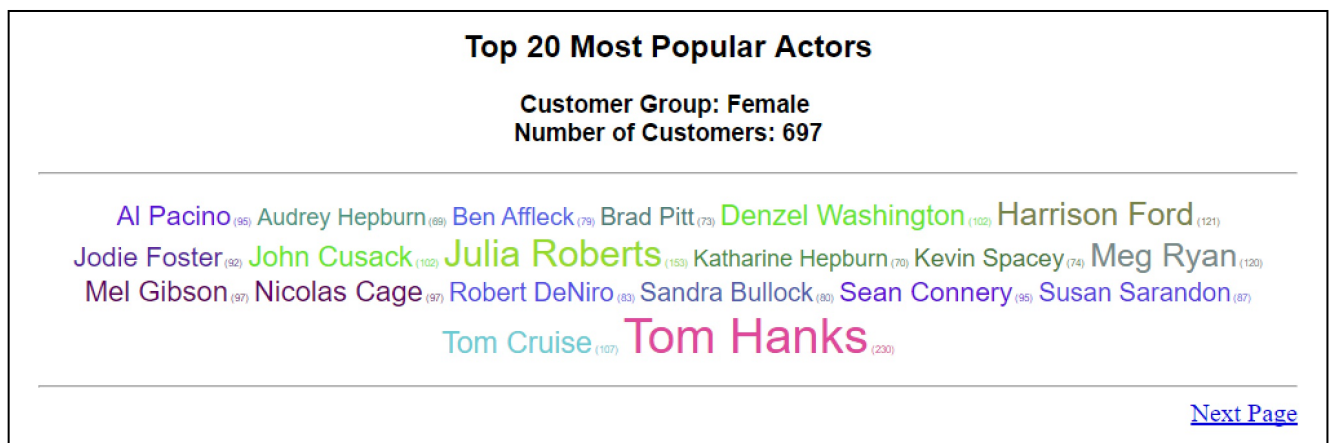 Top 20 Most Popular Actors
Customer Group: Female
Number of Customers: 697
Al Pacino (95) Audrey Hepburn (69) Ben Affleck (79) Brad Pitt (73) Denzel Washington (102) Harrison Ford (121)
Jodie Foster (92) John Cusack (102) Julia Roberts (153) Katharine Hepburn (70) Kevin Spacey (74) Meg Ryan (120)
Mel Gibson (97) Nicolas Cage (97) Robert DeNiro (83) Sandra Bullock (80) Sean Connery (95) Susan Sarandon (87)
Tom Cruise (107) Tom Hanks (230)
Next Page